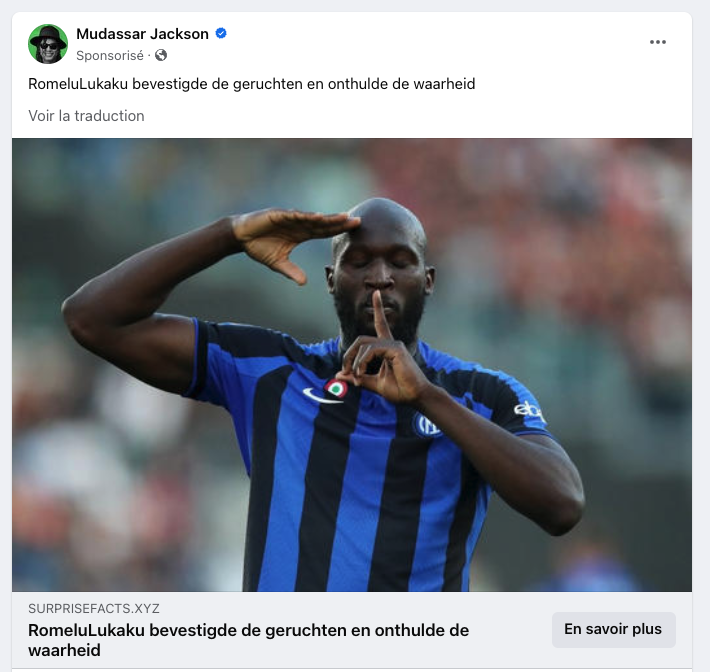 Mudassar Jackson
Sponsorisé ·
RomeluLukaku bevestigde de geruchten en onthulde de waarheid
Voir la traduction
eb
SURPRISEFACTS.XYZ
RomeluLukaku bevestigde de geruchten en onthulde de
waarheid
En savoir plus